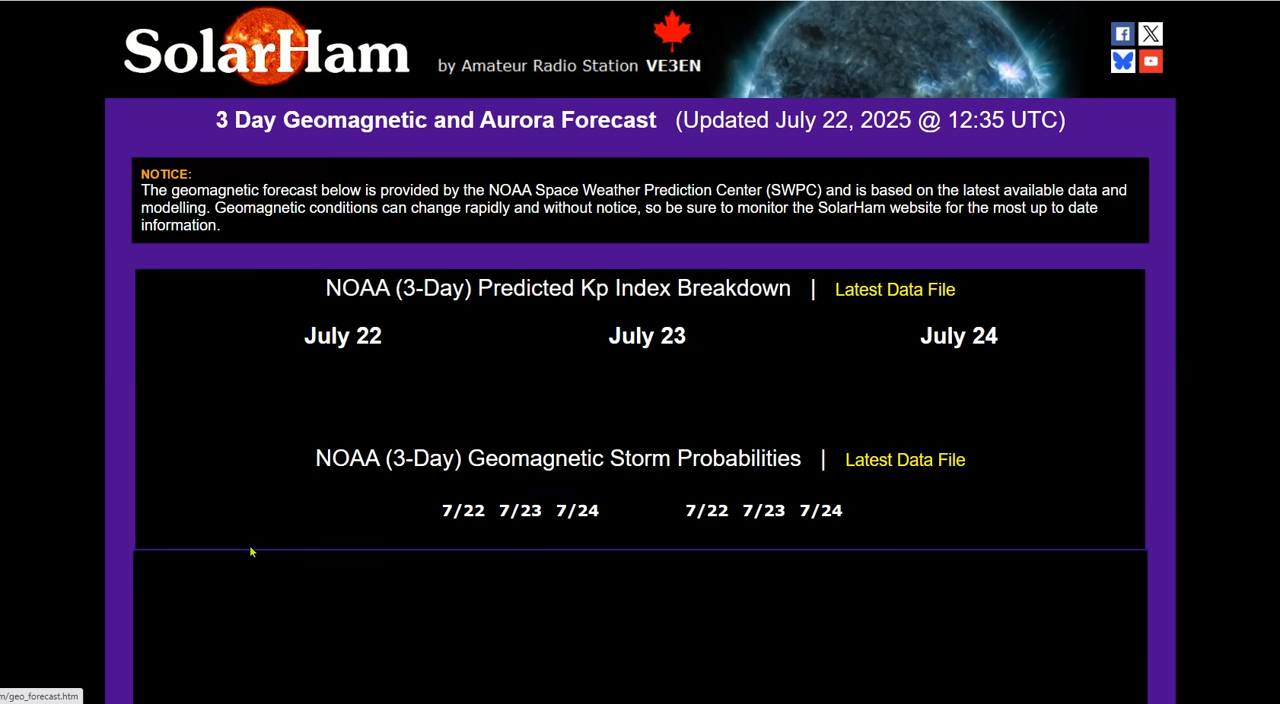 SolarHam
by Amateur Radio Station VE3EN
3 Day Geomagnetic and Aurora Forecast (Updated July 22, 2025 @ 12:35 UTC)
NOTICE:
The geomagnetic forecast below is provided by the NOAA Space Weather Prediction Center (SWPC) and is based on the latest available data and
modelling. Geomagnetic conditions can change rapidly and without notice, so be sure to monitor the SolarHam website for the most up to date
information.
NOAA (3-Day) Predicted Kp Index Breakdown | Latest Data File
July 22 July 23 July 24
NOAA (3-Day) Geomagnetic Storm Probabilities | Latest Data File
7/22 7/23 7/24 7/22 7/23 7/24
m/geo_forecast.htm